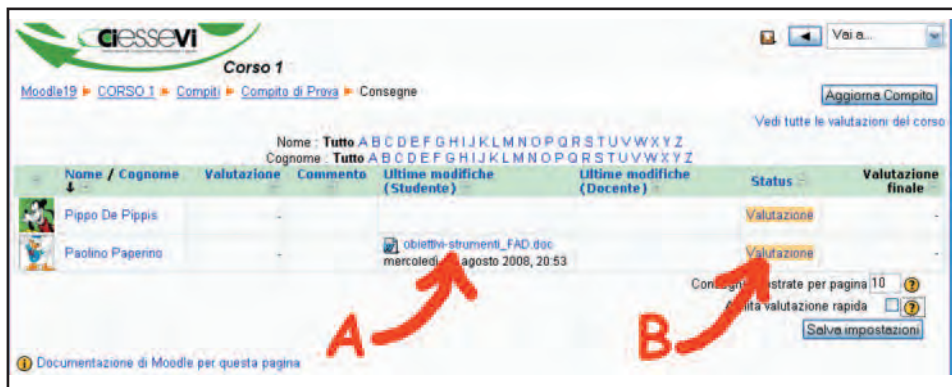 CIESSEVI
Vai a...
Corso 1
Moodle19 ► CORSO 1 ► Compiti ► Compito di Prova ► Consegne
Aggiorna Compito
Vedi tutte le valutazioni del corso
Nome : Tutto A B C D E F G H I J K L M N O P Q R S T U V W X Y Z
Cognome : Tutto A B C D E F G H I J K L M N O P Q R S T U V W X Y Z
Nome / Cognome Valutazione Commento Ultime modifiche (Studente) Ultime modifiche (Docente) Status Valutazione finale
Pippo De Pippis - Valutazione -
Paolino Paperino - obiettivi-strumenti_FAD.doc Valutazione -
mercoledì agosto 2008, 20:53
per pagina 10
valutazione rapida
Salva impostazioni
A
B
Documentazione di Moodle per questa pagina